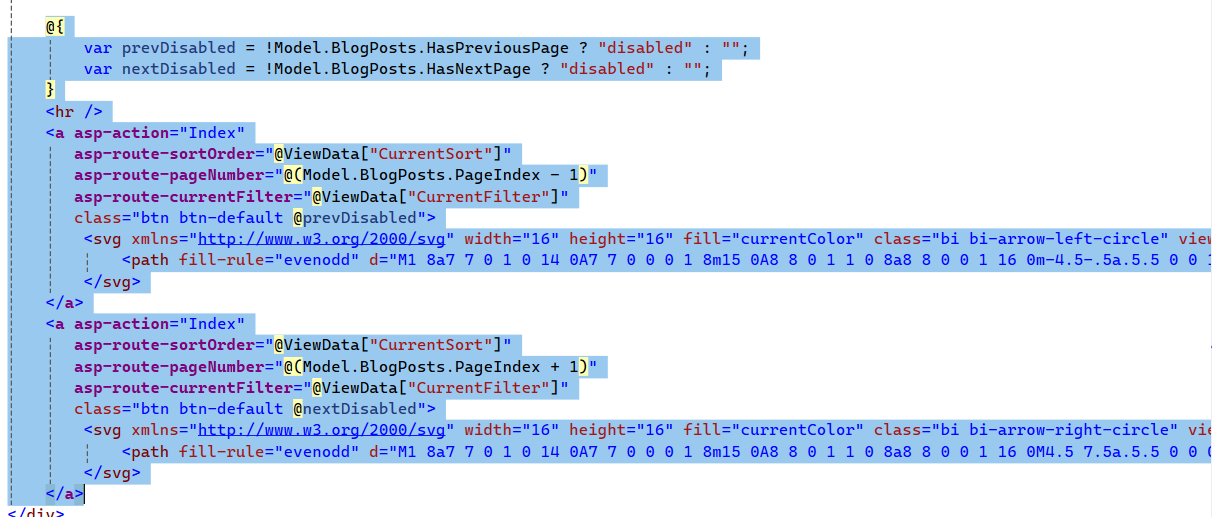 @{
var prevDisabled = !Model.BlogPosts.HasPreviousPage ? "disabled" : "";
var nextDisabled = !Model.BlogPosts.HasNextPage ? "disabled" : "";
}
<hr />
<a asp-action="Index"
asp-route-sortOrder="@ViewData["CurrentSort"]"
asp-route-pageNumber="@(Model.BlogPosts.PageIndex - 1)"
asp-route-currentFilter="@ViewData["CurrentFilter"]"
class="btn btn-default @prevDisabled">
<svg xmlns="http://www.w3.org/2000/svg" width="16" height="16" fill="currentColor" class="bi bi-arrow-left-circle" view
<path fill-rule="evenodd" d="M1 8a7 7 0 1 0 14 0A7 7 0 0 0 1 8m15 0A8 8 0 1 1 0 8a8 8 0 0 1 16 0m-4.5-.5a.5.5 0 0 1
</svg>
</a>
<a asp-action="Index"
asp-route-sortOrder="@ViewData["CurrentSort"]"
asp-route-pageNumber="@(Model.BlogPosts.PageIndex + 1)"
asp-route-currentFilter="@ViewData["CurrentFilter"]"
class="btn btn-default @nextDisabled">
<svg xmlns="http://www.w3.org/2000/svg" width="16" height="16" fill="currentColor" class="bi bi-arrow-right-circle" vie
<path fill-rule="evenodd" d="M1 8a7 7 0 1 0 14 0A7 7 0 0 0 1 8m15 0A8 8 0 1 1 0 8a8 8 0 0 1 16 0M4.5 7.5a.5.5 0 0 0
</svg>
</a>
</div>